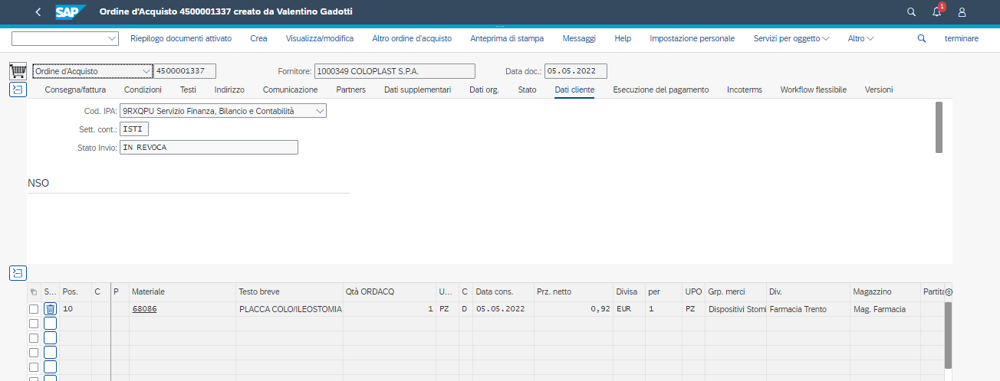 SAP Ordine d'Acquisto 4500001337 creato da Valentino Gadotti 1
Riepilogo documenti attivato Crea Visualizza/modifica Altro ordine d'acquisto Anteprima di stampa Messaggi Help Impostazione personale Servizi per oggetto Altro terminare
Ordine d'Acquisto 4500001337 Fornitore: 1000349 COLOPLAST S.P.A. Data doc.: 05.05.2022
Consegna/fattura Condizioni Testi Indirizzo Comunicazione Partners Dati supplementari Dati org. Stato Dati cliente Esecuzione del pagamento Incoterms Workflow flessibile Versioni
Cod. IPA: 9RXQPU Servizio Finanza, Bilancio e Contabilità
Sett. cont.: ISTI
Stato Invio: IN REVOCA
NSO
S... Pos. C P Materiale Testo breve Qtà ORDACQ U... C Data cons. Prz. netto Divisa per UPO Grp. merci Div. Magazzino Partita
10 68086 PLACCA COLO/ILEOSTOMIA 1 PZ D 05.05.2022 0,92 EUR 1 PZ Dispositivi Stomi Farmacia Trento Mag. Farmacia